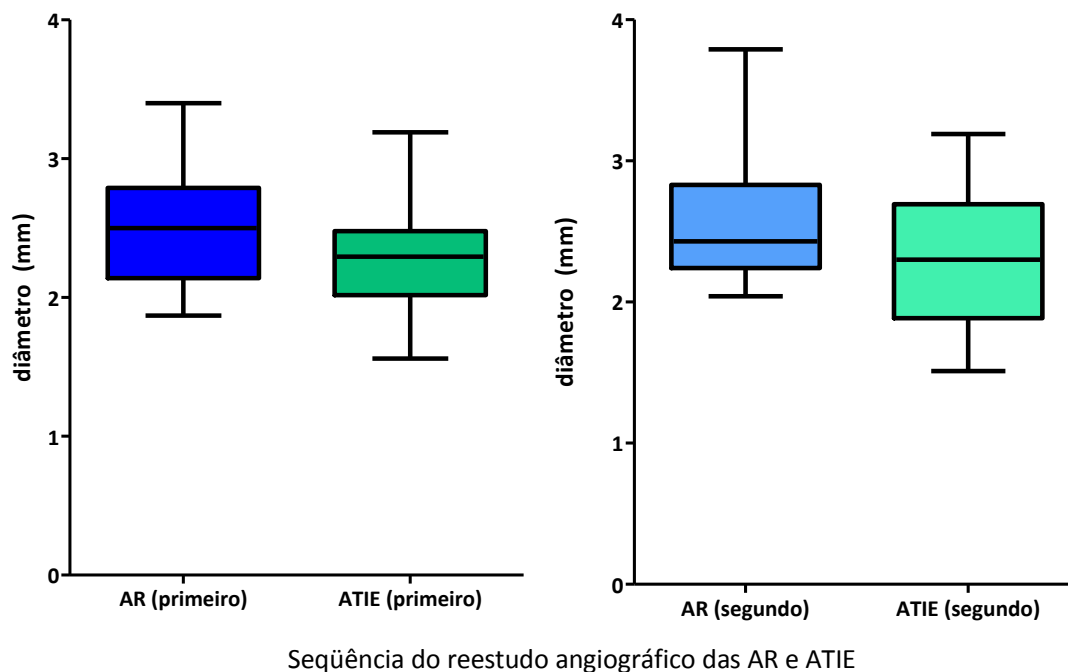 4
3
2
1
0
diâmetro (mm)
AR (primeiro)
ATIE (primeiro)
4
3
2
1
0
diâmetro (mm)
AR (segundo)
ATIE (segundo)
Seqüência do reestudo angiográfico das AR e ATIE